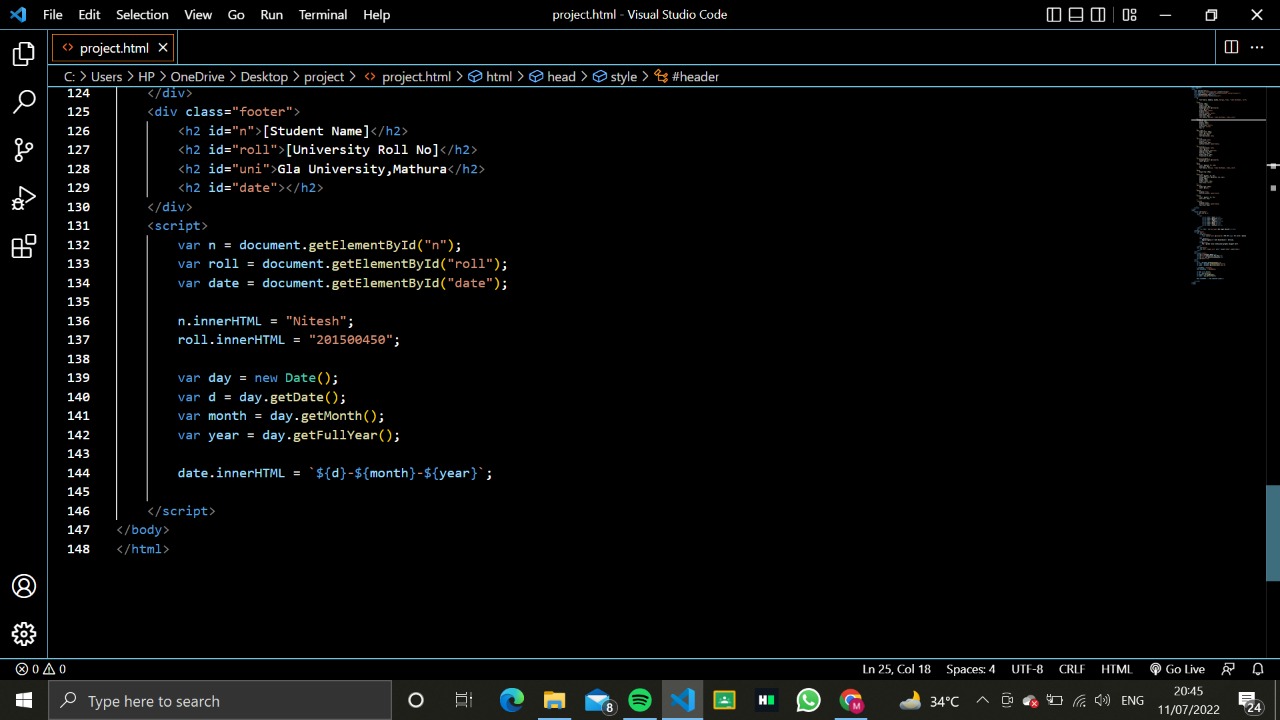 File Edit Selection View Go Run Terminal Help project.html - Visual Studio Code
project.html
C: > Users > HP > OneDrive > Desktop > project > project.html > html > head > style > #header
124 </div>
125 <div class="footer">
126 <h2 id="n">[Student Name]</h2>
127 <h2 id="roll">[University Roll No]</h2>
128 <h2 id="uni">Gla University,Mathura</h2>
129 <h2 id="date"></h2>
130 </div>
131 <script>
132 var n = document.getElementById("n");
133 var roll = document.getElementById("roll");
134 var date = document.getElementById("date");
135
136 n.innerHTML = "Nitesh";
137 roll.innerHTML = "201500450";
138
139 var day = new Date();
140 var d = day.getDate();
141 var month = day.getMonth();
142 var year = day.getFullYear();
143
144 date.innerHTML = `${d}-${month}-${year}`;
145
146 </script>
147 </body>
148 </html>
0 0 Ln 25, Col 18 Spaces: 4 UTF-8 CRLF HTML Go Live
Type here to search 8 34°C ENG 20:45 24
11/07/2022